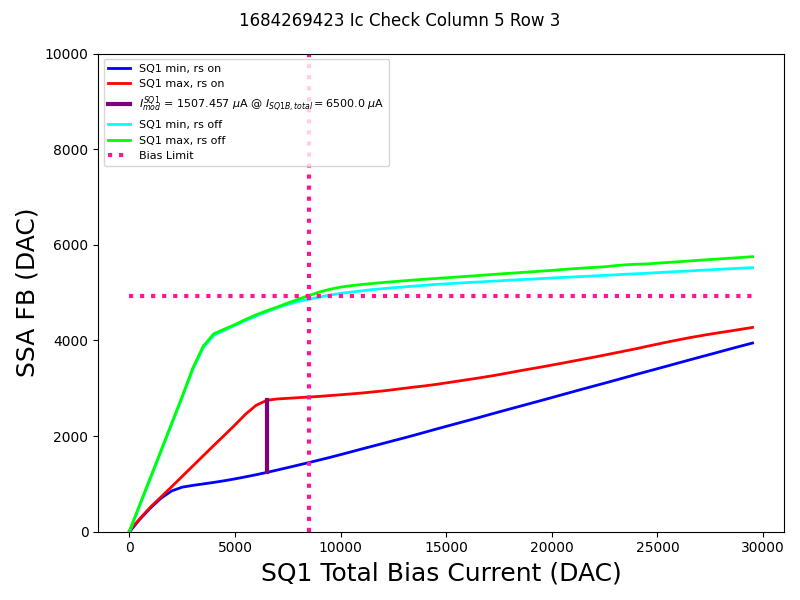 1684269423 Ic Check Column 5 Row 3
SSA FB (DAC)
10000
8000
6000
4000
2000
0
SQ1 min, rs on
SQ1 max, rs on
I_{mod}^{SQ1} = 1507.457 μA @ I_{SQ1B,total} = 6500.0 μA
SQ1 min, rs off
SQ1 max, rs off
Bias Limit
0 5000 10000 15000 20000 25000 30000
SQ1 Total Bias Current (DAC)